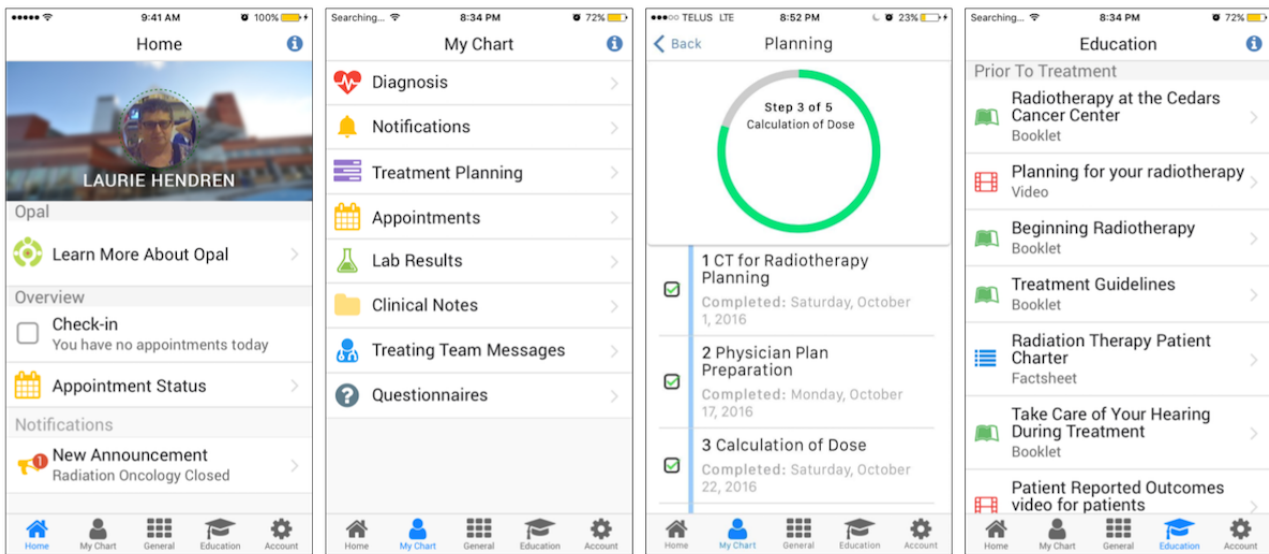 9:41 AM
100%
Home
LAURIE HENDREN
Opal
Learn More About Opal
Overview
Check-in
You have no appointments today
Appointment Status
Notifications
1
New Announcement
Radiation Oncology Closed
Home
My Chart
General
Education
Account
Searching...
8:34 PM
72%
My Chart
Diagnosis
Notifications
Treatment Planning
Appointments
Lab Results
Clinical Notes
Treating Team Messages
Questionnaires
Home
My Chart
General
Education
Account
TELUS LTE
8:52 PM
23%
Back
Planning
Step 3 of 5
Calculation of Dose
1 CT for Radiotherapy
Planning
Completed: Saturday, October
1, 2016
2 Physician Plan
Preparation
Completed: Monday, October
17, 2016
3 Calculation of Dose
Completed: Saturday, October
22, 2016
Home
My Chart
General
Education
Account
Searching...
8:34 PM
72%
Education
Prior To Treatment
Radiotherapy at the Cedars
Cancer Center
Booklet
Planning for your radiotherapy
Video
Beginning Radiotherapy
Booklet
Treatment Guidelines
Booklet
Radiation Therapy Patient
Charter
Factsheet
Take Care of Your Hearing
During Treatment
Booklet
Patient Reported Outcomes
video for patients
Home
My Chart
General
Education
Account